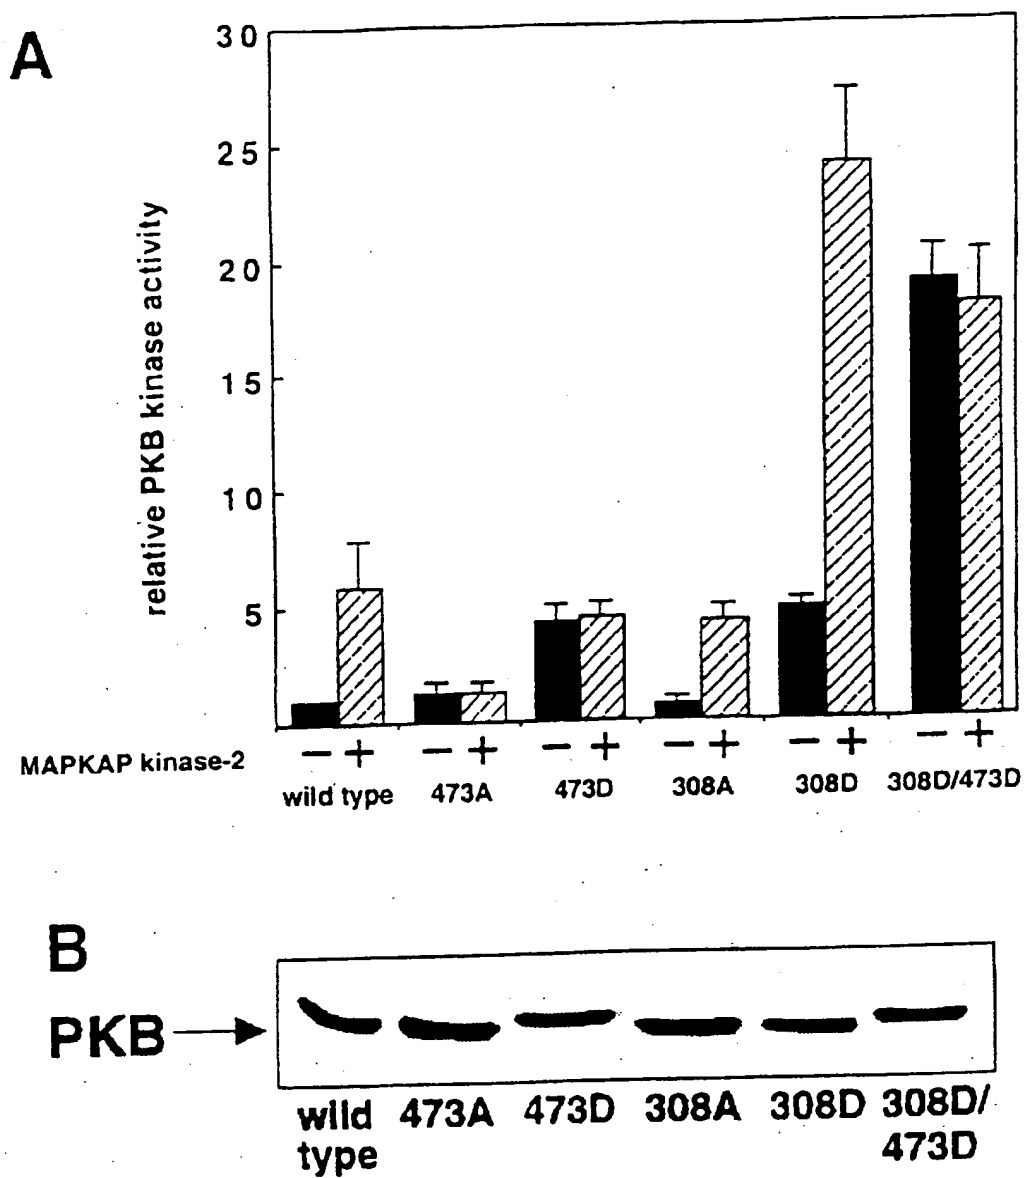 A
relative PKB kinase activity
30
25
20
15
10
5
MAPKAP kinase-2
− + − + − + − + − + − +
wild type 473A 473D 308A 308D 308D/473D
B
PKB
wild type 473A 473D 308A 308D 308D/473D